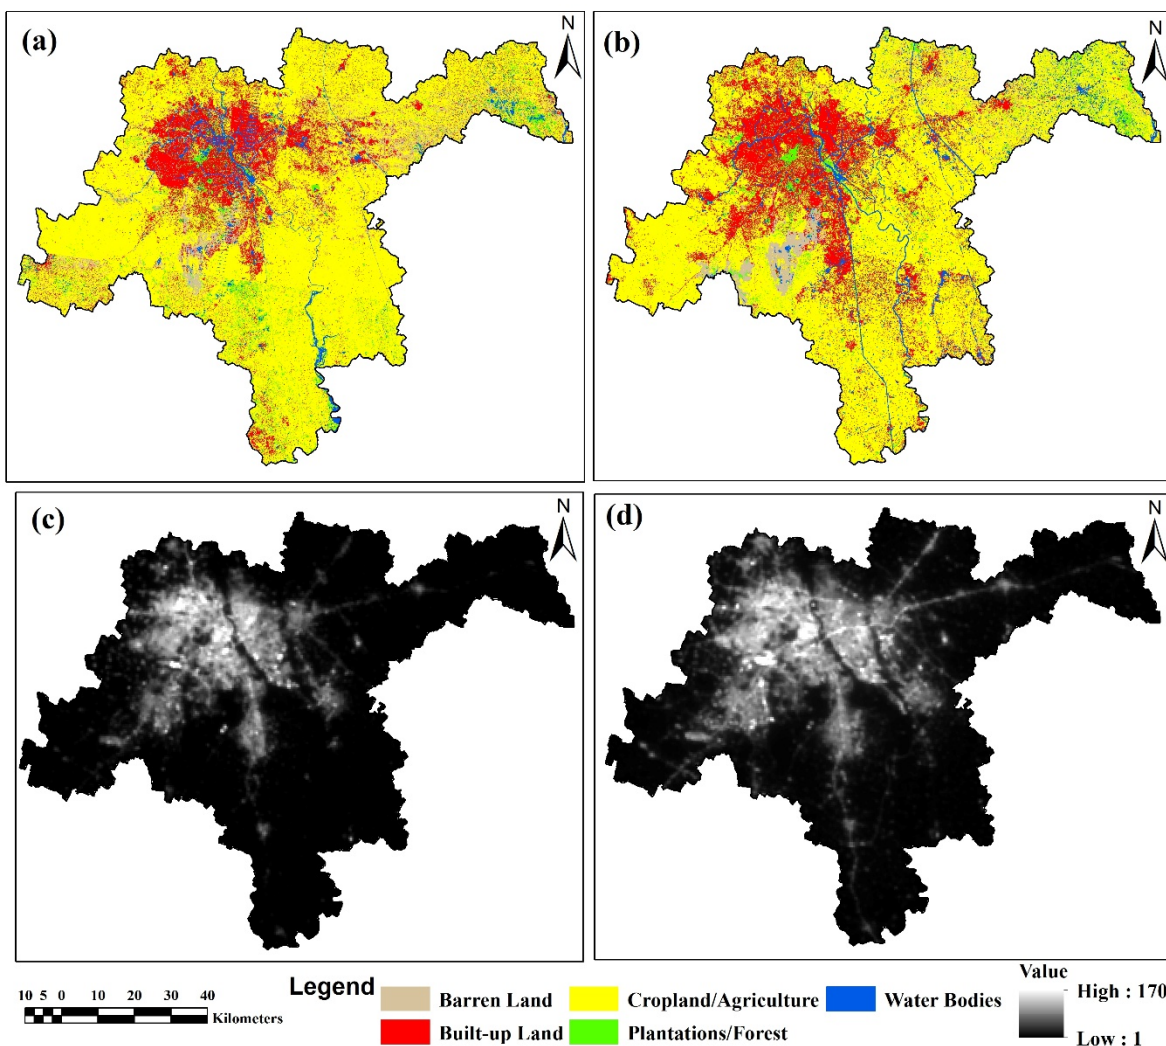 (a)
N
(b)
N
(c)
N
(d)
N
10 5 0 10 20 30 40
Kilometers
Legend
Barren Land
Cropland/Agriculture
Water Bodies
Built-up Land
Plantations/Forest
Value
High : 170
Low : 1